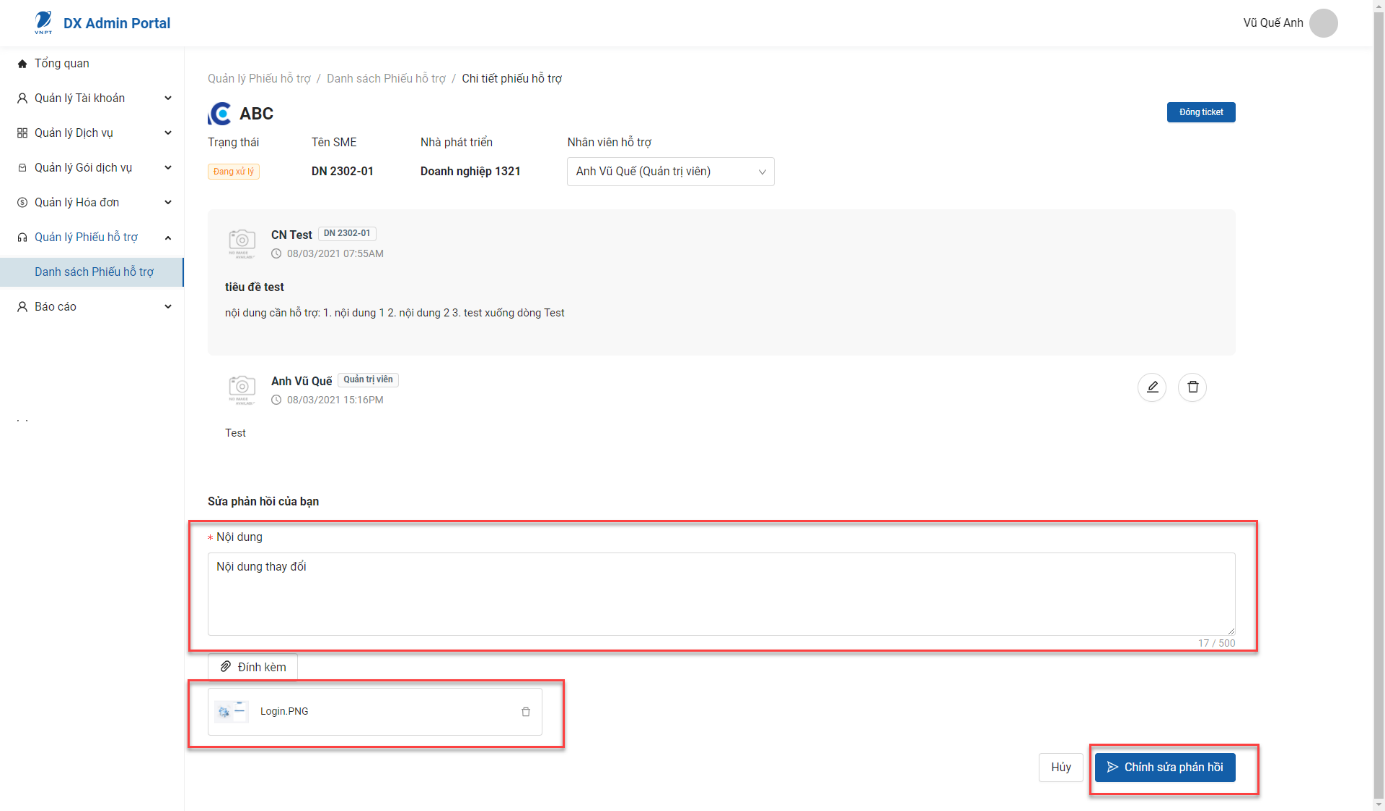 VNPT
DX Admin Portal
Vũ Quế Anh
Tổng quan
Quản lý Tài khoản
Quản lý Dịch vụ
Quản lý Gói dịch vụ
Quản lý Hóa đơn
Quản lý Phiếu hỗ trợ
Danh sách Phiếu hỗ trợ
Báo cáo
Quản lý Phiếu hỗ trợ / Danh sách Phiếu hỗ trợ / Chi tiết phiếu hỗ trợ
ABC
Đóng ticket
Trạng thái Tên SME Nhà phát triển Nhân viên hỗ trợ
Đang xử lý DN 2302-01 Doanh nghiệp 1321 Anh Vũ Quế (Quản trị viên)
CN Test DN 2302-01
08/03/2021 07:55AM
tiêu đề test
nội dung cần hỗ trợ: 1. nội dung 1 2. nội dung 2 3. test xuống dòng Test
Anh Vũ Quế Quản trị viên
08/03/2021 15:16PM
Test
Sửa phản hồi của bạn
* Nội dung
Nội dung thay đổi
17 / 500
Đính kèm
Login.PNG
Hủy
Chỉnh sửa phản hồi